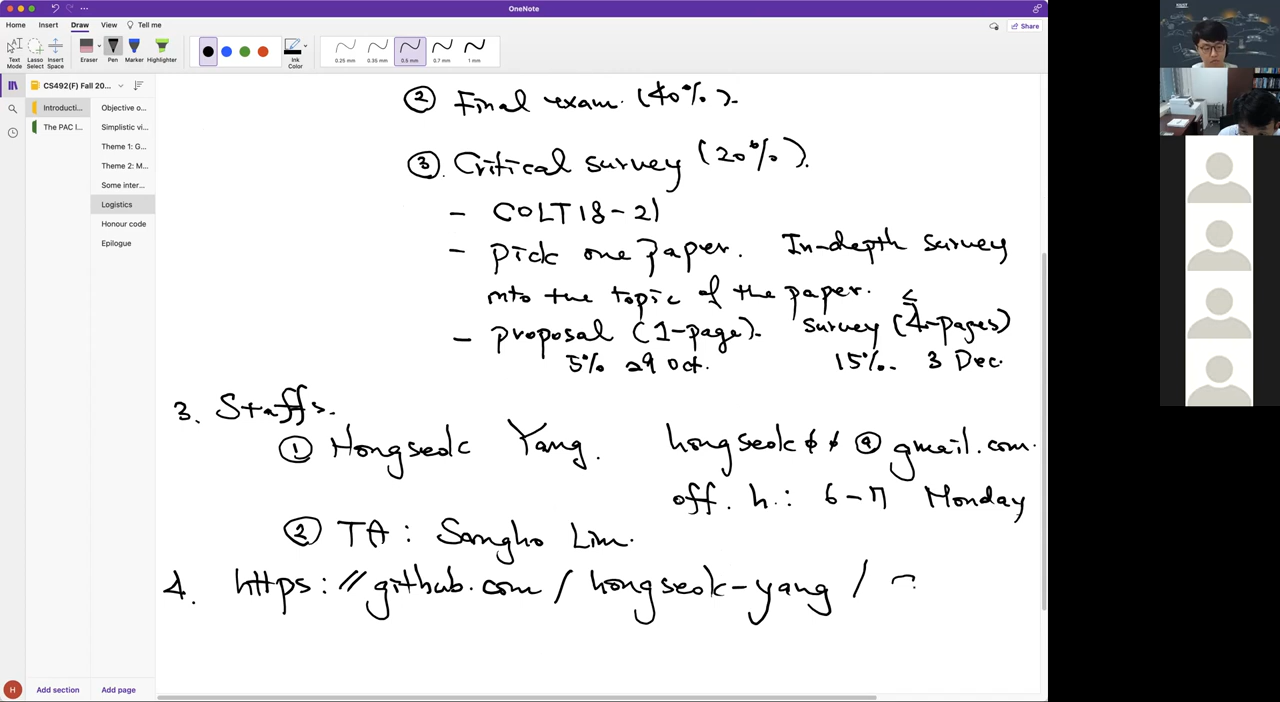 OneNote
Home Insert Draw View Tell me
Share
Text Mode
Lasso Select
Insert Space
Eraser
Pen
Marker
Highlighter
Ink Color
0.25 mm
0.35 mm
0.5 mm
0.7 mm
1 mm
CS492(F) Fall 20...
Introducti...
The PAC l...
Objective o...
Simplistic vi...
Theme 1: G...
Theme 2: M...
Some inter...
Logistics
Honour code
Epilogue
② Final exam. (40%).
③. Critical survey (20%).
- COLT 18-21
- pick one paper. In-depth survey
into the topic of the paper.
- proposal (1-page). survey (≤ 4-pages)
5% 29 Oct. 15%. 3 Dec.
3. Staffs.
① Hongseok Yang. hongseok00@gmail.com.
off. h.: 6-7 Monday
② TA: Sangho Lim.
4. https://github.com/hongseok-yang/
H
Add section
Add page